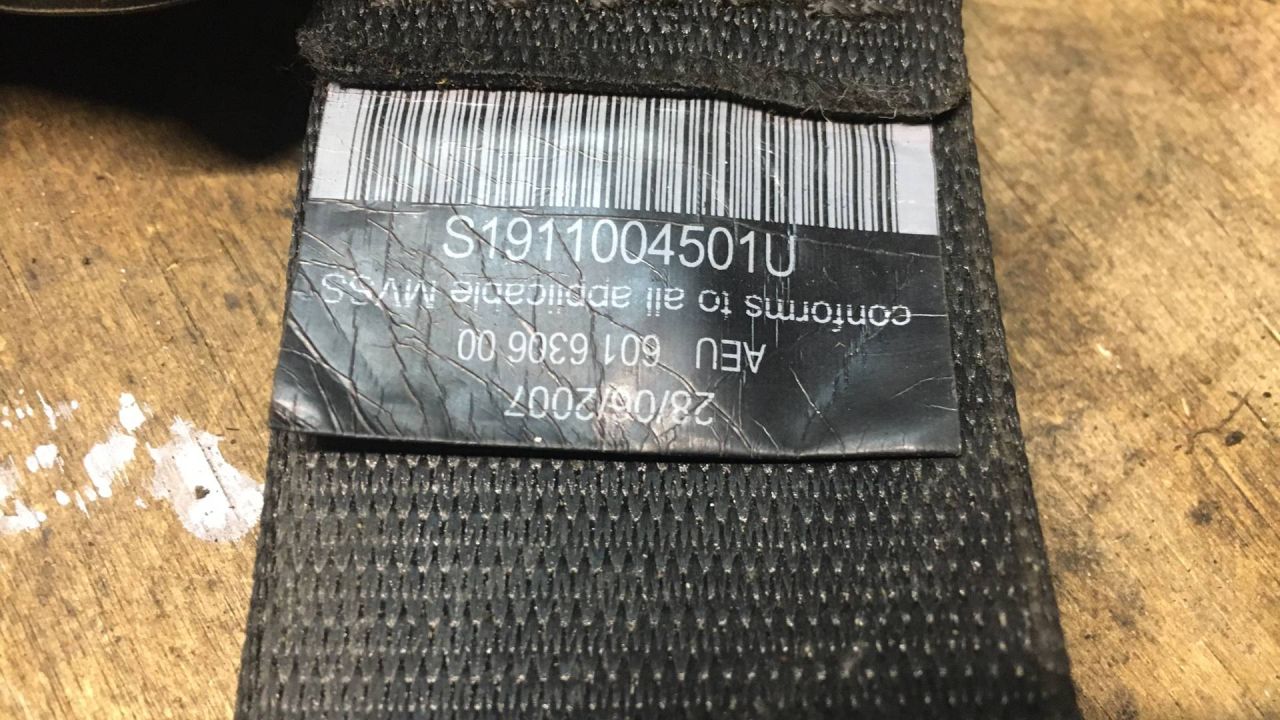 S1911004501U
28/06/2007
AEU 601 6306 00
conforms to all applicable MVSS